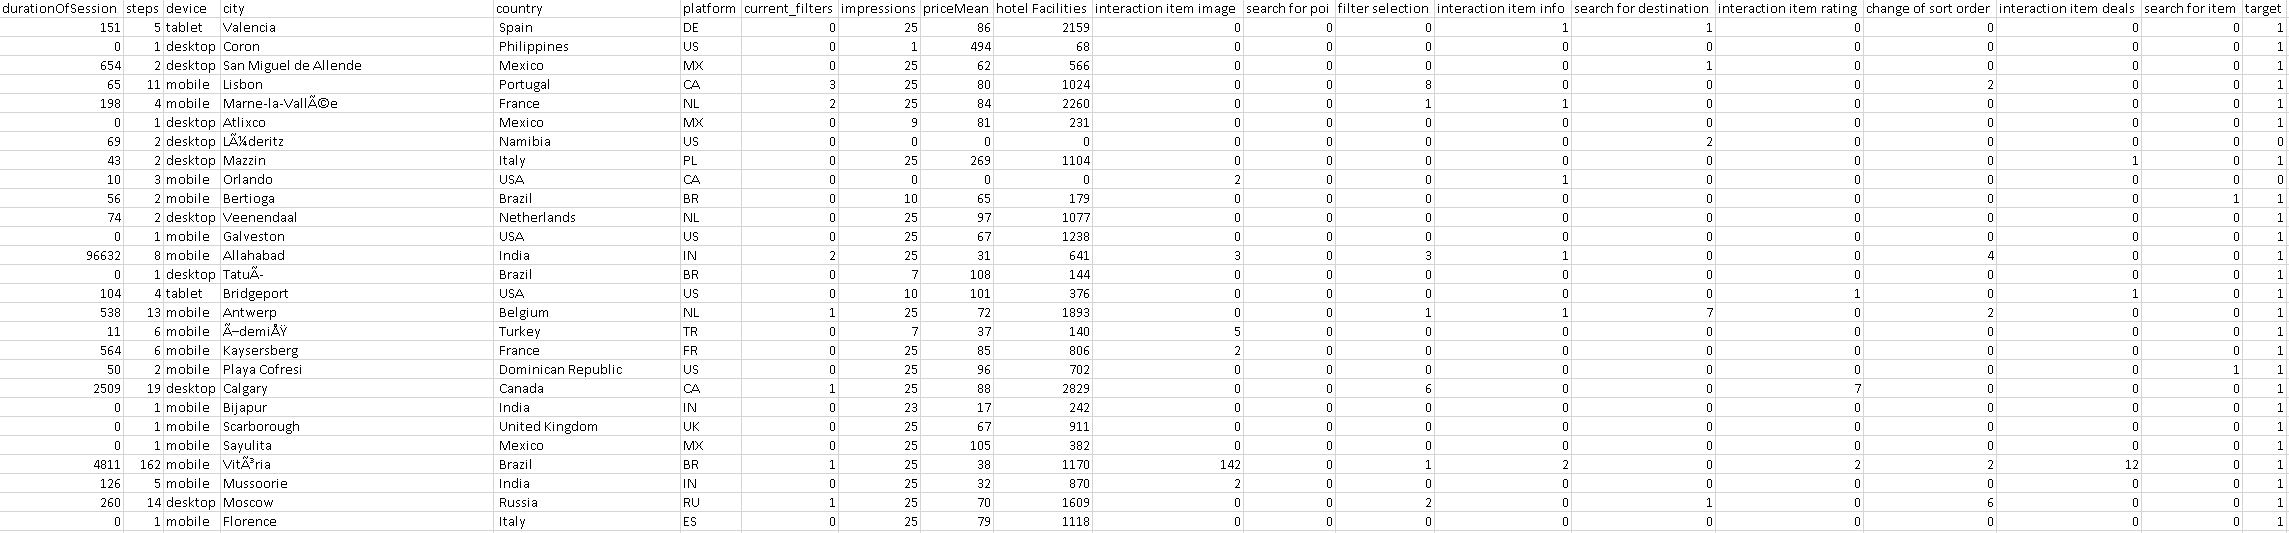 durationOfSession steps device city country platform current_filters impressions priceMean hotel Facilities interaction item image search for poi filter selection interaction item info search for destination interaction item rating change of sort order interaction item deals search for item target
151 5 tablet Valencia Spain DE 0 25 86 2159 0 0 0 1 1 0 0 0 0 1
0 1 desktop Coron Philippines US 0 1 494 68 0 0 0 0 0 0 0 0 0 1
654 2 desktop San Miguel de Allende Mexico MX 0 25 62 566 0 0 0 0 1 0 0 0 0 1
65 11 mobile Lisbon Portugal CA 3 25 80 1024 0 0 8 0 0 0 2 0 0 1
198 4 mobile Marne-la-VallÃ©e France NL 2 25 84 2260 0 0 1 1 0 0 0 0 0 1
0 1 desktop Atlixco Mexico MX 0 9 81 231 0 0 0 0 0 0 0 0 0 1
69 2 desktop LÃ¼deritz Namibia US 0 0 0 0 0 0 0 0 2 0 0 0 0 0
43 2 desktop Mazzin Italy PL 0 25 269 1104 0 0 0 0 0 0 0 1 0 1
10 3 mobile Orlando USA CA 0 0 0 0 2 0 0 1 0 0 0 0 0 0
56 2 mobile Bertioga Brazil BR 0 10 65 179 0 0 0 0 0 0 0 0 1 1
74 2 desktop Veenendaal Netherlands NL 0 25 97 1077 0 0 0 0 0 0 0 0 0 1
0 1 mobile Galveston USA US 0 25 67 1238 0 0 0 0 0 0 0 0 0 1
96632 8 mobile Allahabad India IN 2 25 31 641 3 0 3 1 0 0 4 0 0 1
0 1 desktop TatuÃ- Brazil BR 0 7 108 144 0 0 0 0 0 0 0 0 0 1
104 4 tablet Bridgeport USA US 0 10 101 376 0 0 0 0 0 1 0 1 0 1
538 13 mobile Antwerp Belgium NL 1 25 72 1893 0 0 1 1 7 0 2 0 0 1
11 6 mobile Ã–demiÅŸ Turkey TR 0 7 37 140 5 0 0 0 0 0 0 0 0 1
564 6 mobile Kaysersberg France FR 0 25 85 806 2 0 0 0 0 0 0 0 0 1
50 2 mobile Playa Cofresi Dominican Republic US 0 25 96 702 0 0 0 0 0 0 0 0 1 1
2509 19 desktop Calgary Canada CA 1 25 88 2829 0 0 6 0 0 7 0 0 0 1
0 1 mobile Bijapur India IN 0 23 17 242 0 0 0 0 0 0 0 0 0 1
0 1 mobile Scarborough United Kingdom UK 0 25 67 911 0 0 0 0 0 0 0 0 0 1
0 1 mobile Sayulita Mexico MX 0 25 105 382 0 0 0 0 0 0 0 0 0 1
4811 162 mobile VitÃ³ria Brazil BR 1 25 38 1170 142 0 1 2 0 2 2 12 0 1
126 5 mobile Mussoorie India IN 0 25 32 870 2 0 0 0 0 0 0 0 0 1
260 14 desktop Moscow Russia RU 1 25 70 1609 0 0 2 0 1 0 6 0 0 1
0 1 mobile Florence Italy ES 0 25 79 1118 0 0 0 0 0 0 0 0 0 1